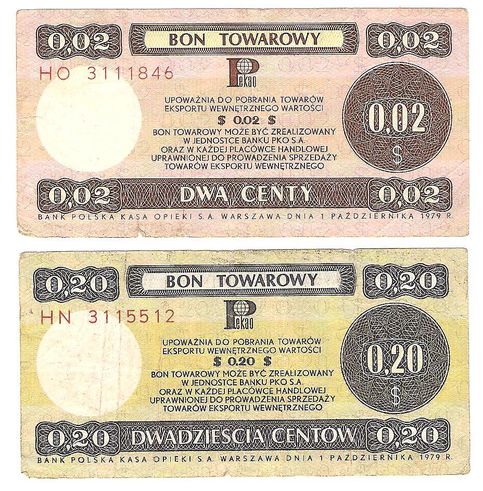 0,02 BON TOWAROWY 0,02
HO 3111846
Pekao
UPOWAŻNIA DO POBRANIA TOWARÓW
EKSPORTU WEWNĘTRZNEGO WARTOŚCI
$ 0.02 $
BON TOWAROWY MOŻE BYĆ ZREALIZOWANY
W JEDNOSTCE BANKU PKO S.A.
ORAZ W KAŻDEJ PLACÓWCE HANDLOWEJ
UPRAWNIONEJ DO PROWADZENIA SPRZEDAŻY
TOWARÓW EKSPORTU WEWNĘTRZNEGO
0.02
$
0,02 DWA CENTY 0,02
BANK POLSKA KASA OPIEKI S.A. WARSZAWA DNIA 1 PAŹDZIERNIKA 1979 R.
0,20 BON TOWAROWY 0,20
HN 3115512
Pekao
UPOWAŻNIA DO POBRANIA TOWARÓW
EKSPORTU WEWNĘTRZNEGO WARTOŚCI
$ 0.20 $
BON TOWAROWY MOŻE BYĆ ZREALIZOWANY
W JEDNOSTCE BANKU PKO S.A.
ORAZ W KAŻDEJ PLACÓWCE HANDLOWEJ
UPRAWNIONEJ DO PROWADZENIA SPRZEDAŻY
TOWARÓW EKSPORTU WEWNĘTRZNEGO
0.20
$
0,20 DWADZIEŚCIA CENTÓW 0,20
BANK POLSKA KASA OPIEKI S.A. WARSZAWA DNIA 1 PAŹDZIERNIKA 1979 R.